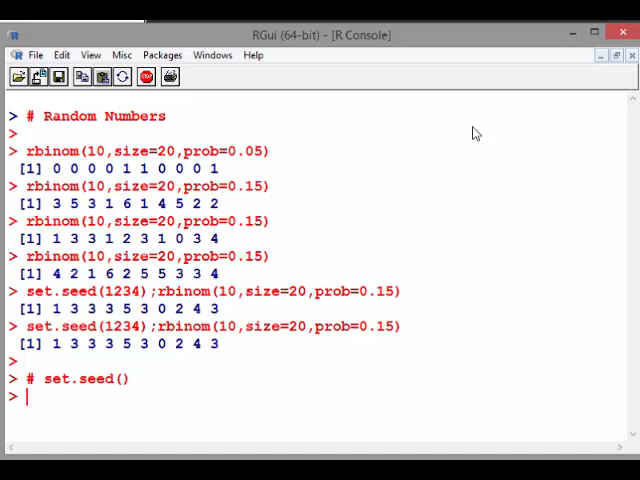 RGui (64-bit) - [R Console]
File Edit View Misc Packages Windows Help
STOP
> # Random Numbers
>
> rbinom(10,size=20,prob=0.05)
[1] 0 0 0 0 1 1 0 0 0 1
> rbinom(10,size=20,prob=0.15)
[1] 3 5 3 1 6 1 4 5 2 2
> rbinom(10,size=20,prob=0.15)
[1] 1 3 3 1 2 3 1 0 3 4
> rbinom(10,size=20,prob=0.15)
[1] 4 2 1 6 2 5 5 3 3 4
> set.seed(1234);rbinom(10,size=20,prob=0.15)
[1] 1 3 3 3 5 3 0 2 4 3
> set.seed(1234);rbinom(10,size=20,prob=0.15)
[1] 1 3 3 3 5 3 0 2 4 3
>
> # set.seed()
>